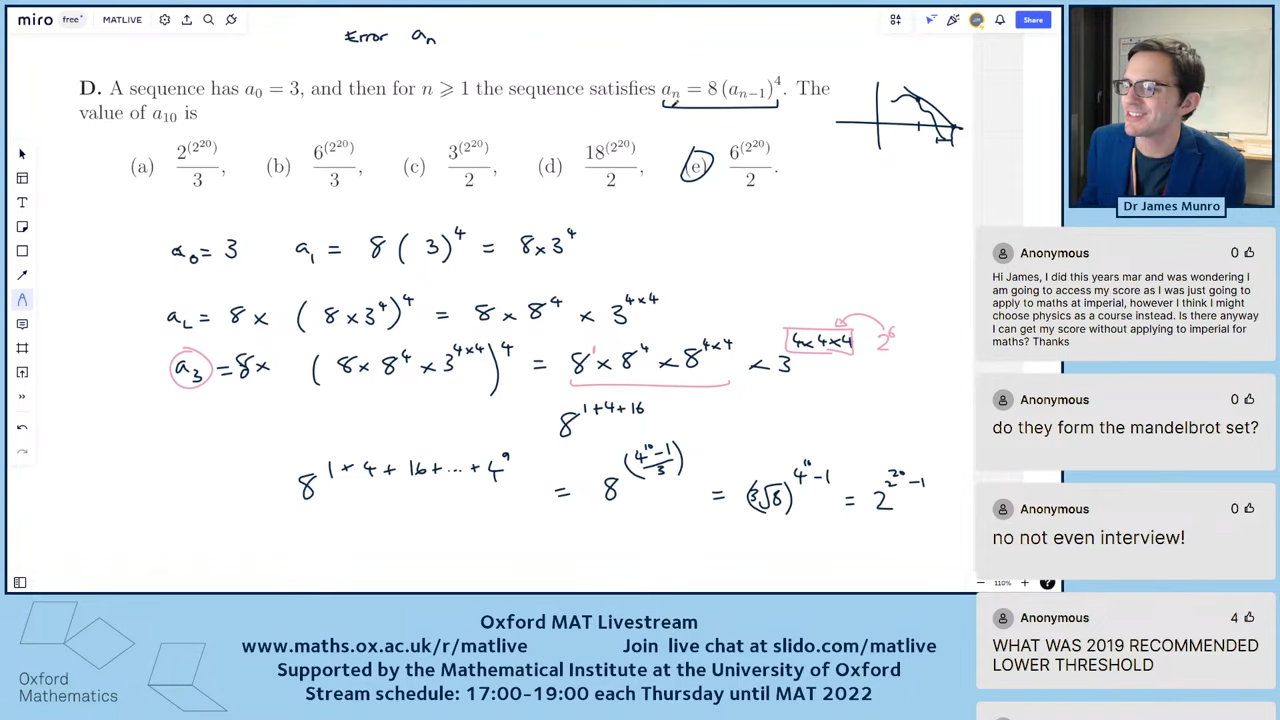 miro free MATLIVE Share
Error aₙ
D. A sequence has a₀ = 3, and then for n ⩾ 1 the sequence satisfies aₙ = 8 (aₙ₋₁)⁴. The
value of a₁₀ is
(a) 2^(2^20)/3, (b) 6^(2^20)/3, (c) 3^(2^20)/2, (d) 18^(2^20)/2, (e) 6^(2^20)/2.
a₀ = 3 a₁ = 8 ( 3)⁴ = 8×3⁴
a₂ = 8 × ( 8 × 3⁴ )⁴ = 8 × 8⁴ × 3^(4×4)
a₃ = 8× ( 8 × 8⁴ × 3^(4×4) )⁴ = 8¹ × 8⁴ × 8^(4×4) × 3^(4×4×4) 2⁶
8^(1+4+16)
8^(1+4+16+...+4⁹) = 8^((4^10−1)/3) = (³√8)^(4^10−1) = 2^(2^20−1)
110% ?
Dr James Munro
Anonymous 0
Hi James, I did this years mar and was wondering I
am going to access my score as I was just going to
apply to maths at imperial, however I think I might
choose physics as a course instead. Is there anyway
I can get my score without applying to imperial for
maths? Thanks
Anonymous 0
do they form the mandelbrot set?
Anonymous 0
no not even interview!
Anonymous 4
WHAT WAS 2019 RECOMMENDED
LOWER THRESHOLD
Oxford
Mathematics
Oxford MAT Livestream
www.maths.ox.ac.uk/r/matlive Join live chat at slido.com/matlive
Supported by the Mathematical Institute at the University of Oxford
Stream schedule: 17:00-19:00 each Thursday until MAT 2022